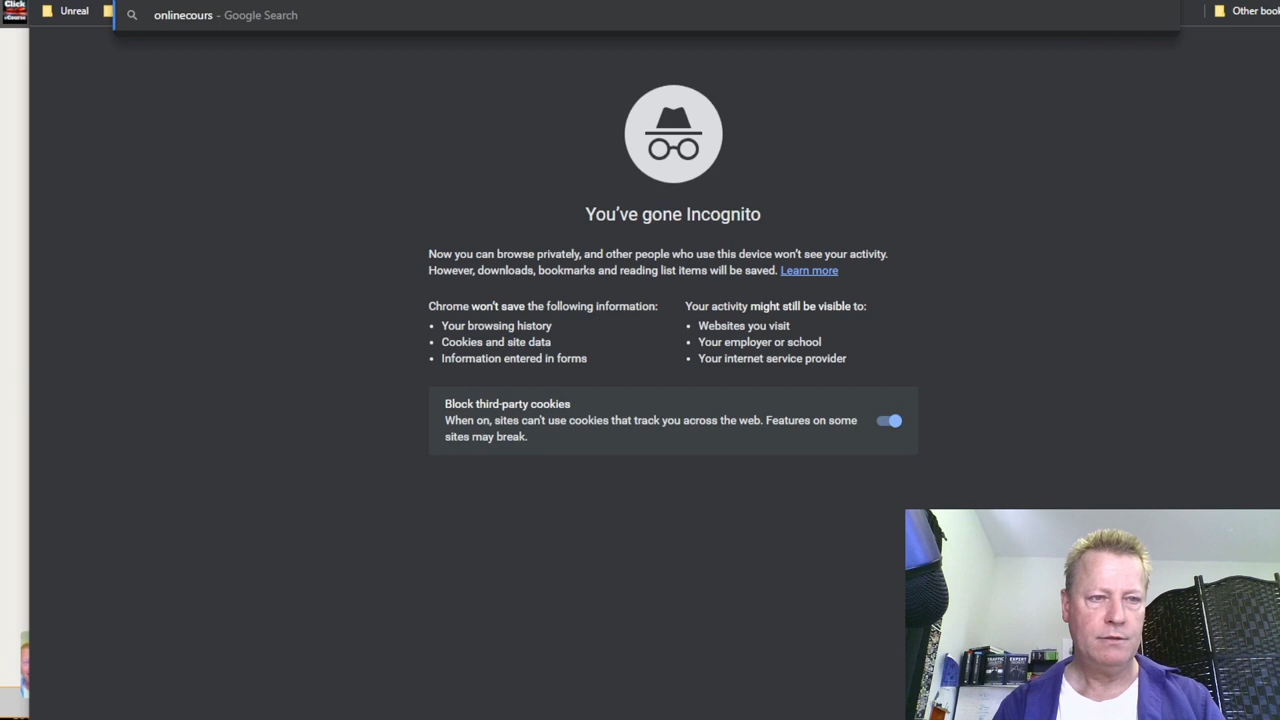 Click
eCourse
Unreal
Other book
onlinecours - Google Search
You've gone Incognito
Now you can browse privately, and other people who use this device won't see your activity.
However, downloads, bookmarks and reading list items will be saved. Learn more
Chrome won't save the following information:
• Your browsing history
• Cookies and site data
• Information entered in forms
Your activity might still be visible to:
• Websites you visit
• Your employer or school
• Your internet service provider
Block third-party cookies
When on, sites can't use cookies that track you across the web. Features on some
sites may break.
TRAFFIC
EXPERT